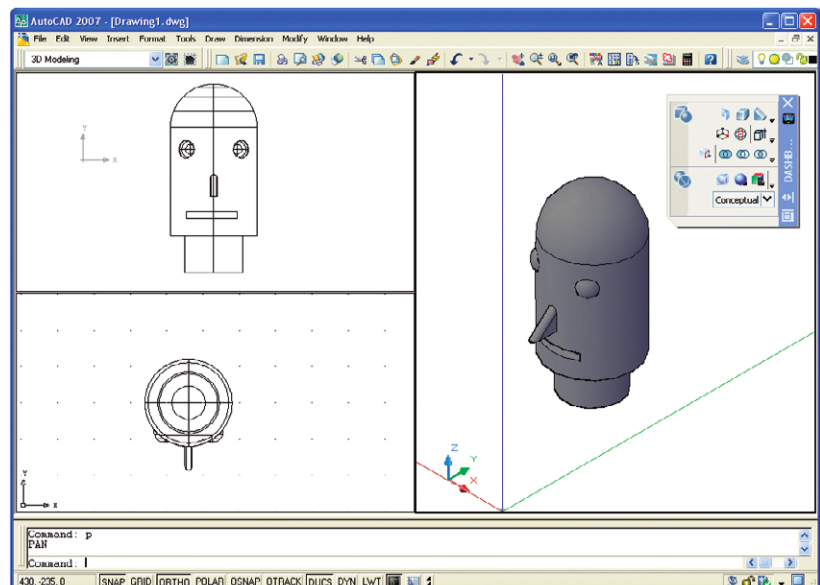 AutoCAD 2007 - [Drawing1.dwg]
File Edit View Insert Format Tools Draw Dimension Modify Window Help
3D Modeling
Y
X
DASHB...
Conceptual
Z
Y
X
Y
X
Command: p
PAN
Command:
430, -235, 0 SNAP GRID ORTHO POLAR OSNAP OTRACK DUCS DYN LWT